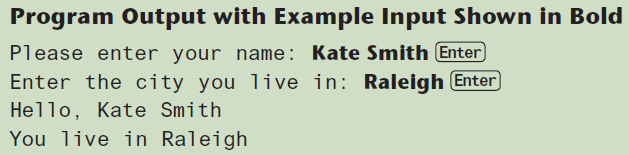 Program Output with Example Input Shown in Bold
Please enter your name: Kate Smith Enter
Enter the city you live in: Raleigh Enter
Hello, Kate Smith
You live in Raleigh